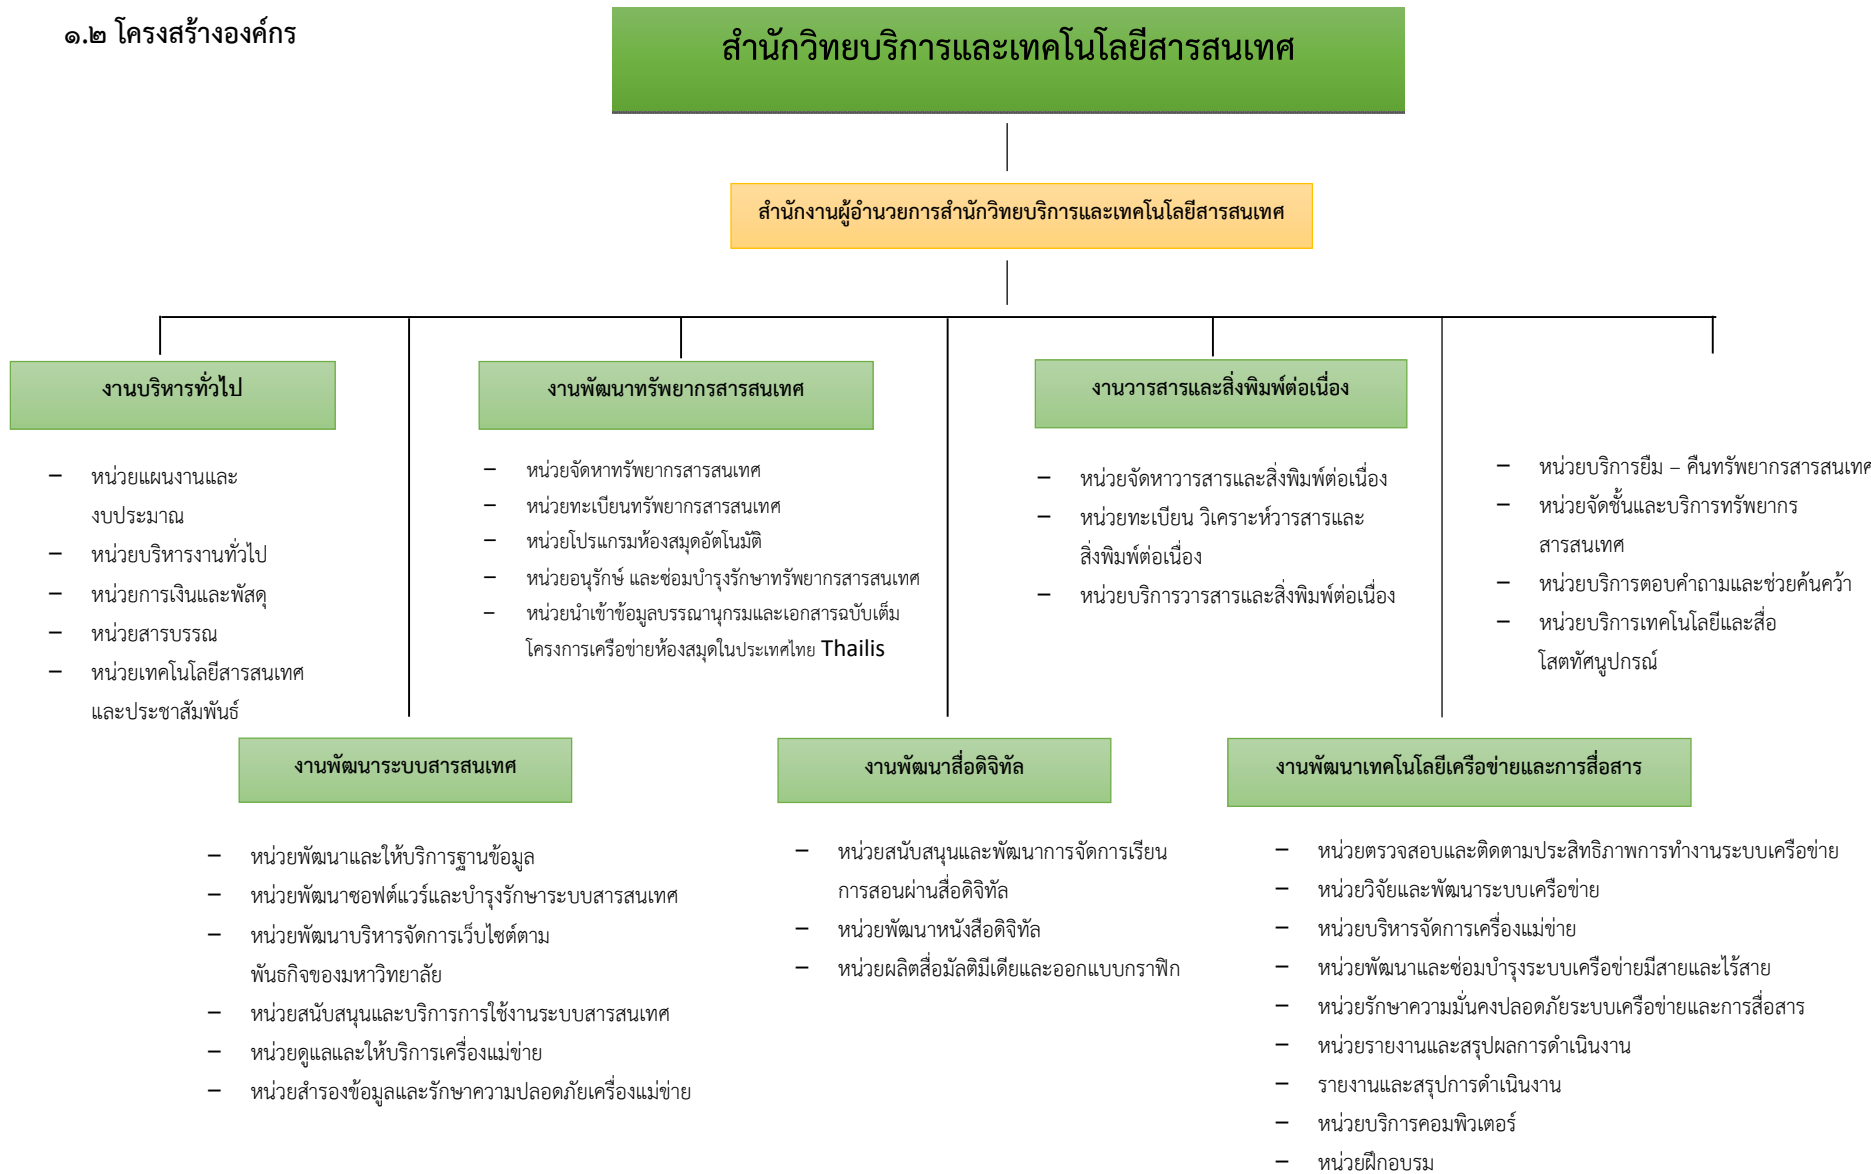 ๑.๒ โครงสร้างองค์กร
สำนักวิทยบริการและเทคโนโลยีสารสนเทศ
สำนักงานผู้อำนวยการสำนักวิทยบริการและเทคโนโลยีสารสนเทศ
งานบริหารทั่วไป
– หน่วยแผนงานและ
งบประมาณ
– หน่วยบริหารงานทั่วไป
– หน่วยการเงินและพัสดุ
– หน่วยสารบรรณ
– หน่วยเทคโนโลยีสารสนเทศ
และประชาสัมพันธ์
งานพัฒนาทรัพยากรสารสนเทศ
– หน่วยจัดหาทรัพยากรสารสนเทศ
– หน่วยทะเบียนทรัพยากรสารสนเทศ
– หน่วยโปรแกรมห้องสมุดอัตโนมัติ
– หน่วยอนุรักษ์ และซ่อมบำรุงรักษาทรัพยากรสารสนเทศ
– หน่วยนำเข้าข้อมูลบรรณานุกรมและเอกสารฉบับเต็ม
โครงการเครือข่ายห้องสมุดในประเทศไทย Thailis
งานวารสารและสิ่งพิมพ์ต่อเนื่อง
– หน่วยจัดหาวารสารและสิ่งพิมพ์ต่อเนื่อง
– หน่วยทะเบียน วิเคราะห์วารสารและ
สิ่งพิมพ์ต่อเนื่อง
– หน่วยบริการวารสารและสิ่งพิมพ์ต่อเนื่อง
– หน่วยบริการยืม – คืนทรัพยากรสารสนเทศ
– หน่วยจัดชั้นและบริการทรัพยากร
สารสนเทศ
– หน่วยบริการตอบคำถามและช่วยค้นคว้า
– หน่วยบริการเทคโนโลยีและสื่อ
โสตทัศนูปกรณ์
งานพัฒนาระบบสารสนเทศ
– หน่วยพัฒนาและให้บริการฐานข้อมูล
– หน่วยพัฒนาซอฟต์แวร์และบำรุงรักษาระบบสารสนเทศ
– หน่วยพัฒนาบริหารจัดการเว็บไซต์ตาม
พันธกิจของมหาวิทยาลัย
– หน่วยสนับสนุนและบริการการใช้งานระบบสารสนเทศ
– หน่วยดูแลและให้บริการเครื่องแม่ข่าย
– หน่วยสำรองข้อมูลและรักษาความปลอดภัยเครื่องแม่ข่าย
งานพัฒนาสื่อดิจิทัล
– หน่วยสนับสนุนและพัฒนาการจัดการเรียน
การสอนผ่านสื่อดิจิทัล
– หน่วยพัฒนาหนังสือดิจิทัล
– หน่วยผลิตสื่อมัลติมีเดียและออกแบบกราฟิก
งานพัฒนาเทคโนโลยีเครือข่ายและการสื่อสาร
– หน่วยตรวจสอบและติดตามประสิทธิภาพการทำงานระบบเครือข่าย
– หน่วยวิจัยและพัฒนาระบบเครือข่าย
– หน่วยบริหารจัดการเครื่องแม่ข่าย
– หน่วยพัฒนาและซ่อมบำรุงระบบเครือข่ายมีสายและไร้สาย
– หน่วยรักษาความมั่นคงปลอดภัยระบบเครือข่ายและการสื่อสาร
– หน่วยรายงานและสรุปผลการดำเนินงาน
– รายงานและสรุปการดำเนินงาน
– หน่วยบริการคอมพิวเตอร์
– หน่วยฝึกอบรม